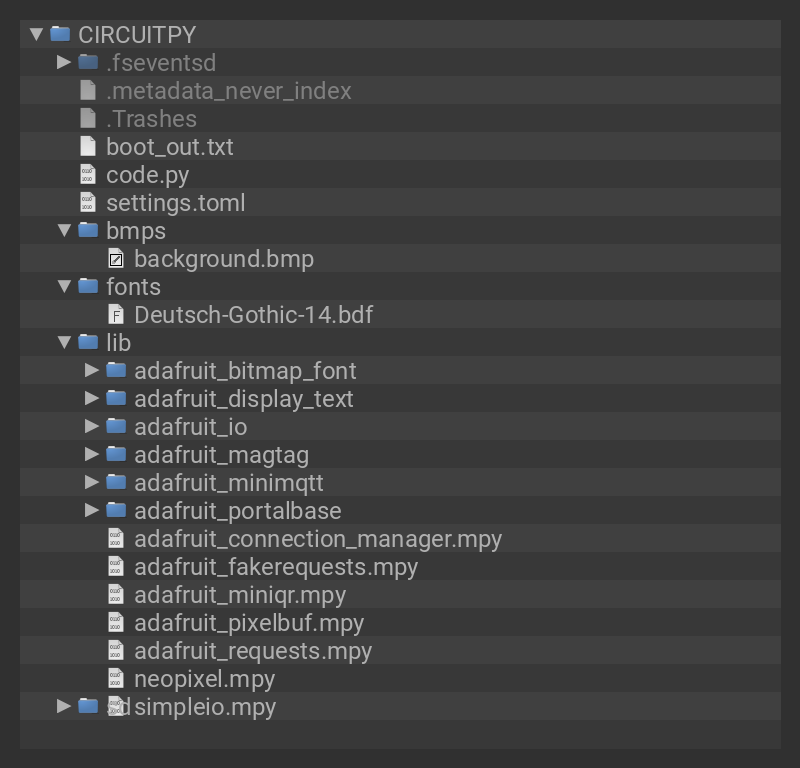 CIRCUITPY
.fseventsd
.metadata_never_index
.Trashes
boot_out.txt
code.py
settings.toml
bmps
background.bmp
fonts
Deutsch-Gothic-14.bdf
lib
adafruit_bitmap_font
adafruit_display_text
adafruit_io
adafruit_magtag
adafruit_minimqtt
adafruit_portalbase
adafruit_connection_manager.mpy
adafruit_fakerequests.mpy
adafruit_miniqr.mpy
adafruit_pixelbuf.mpy
adafruit_requests.mpy
neopixel.mpy
sd simpleio.mpy